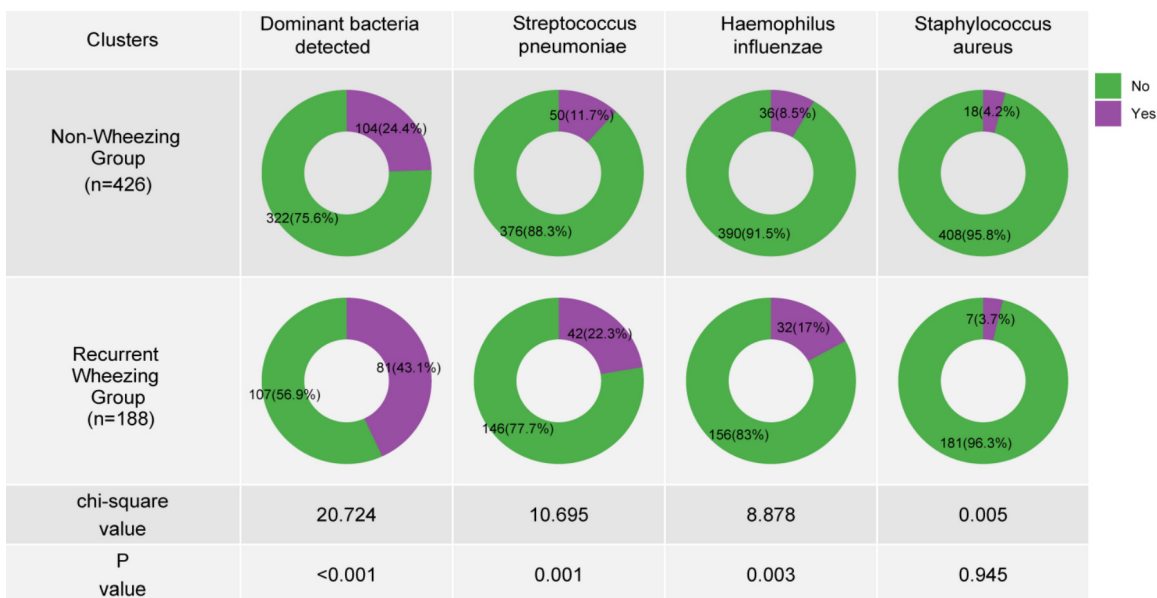 Clusters
Dominant bacteria
detected
Streptococcus
pneumoniae
Haemophilus
influenzae
Staphylococcus
aureus
No
Yes
Non-Wheezing
Group
(n=426)
104(24.4%)
322(75.6%)
50(11.7%)
376(88.3%)
36(8.5%)
390(91.5%)
18(4.2%)
408(95.8%)
Recurrent
Wheezing
Group
(n=188)
81(43.1%)
107(56.9%)
42(22.3%)
146(77.7%)
32(17%)
156(83%)
7(3.7%)
181(96.3%)
chi-square
value
20.724
10.695
8.878
0.005
P
value
<0.001
0.001
0.003
0.945